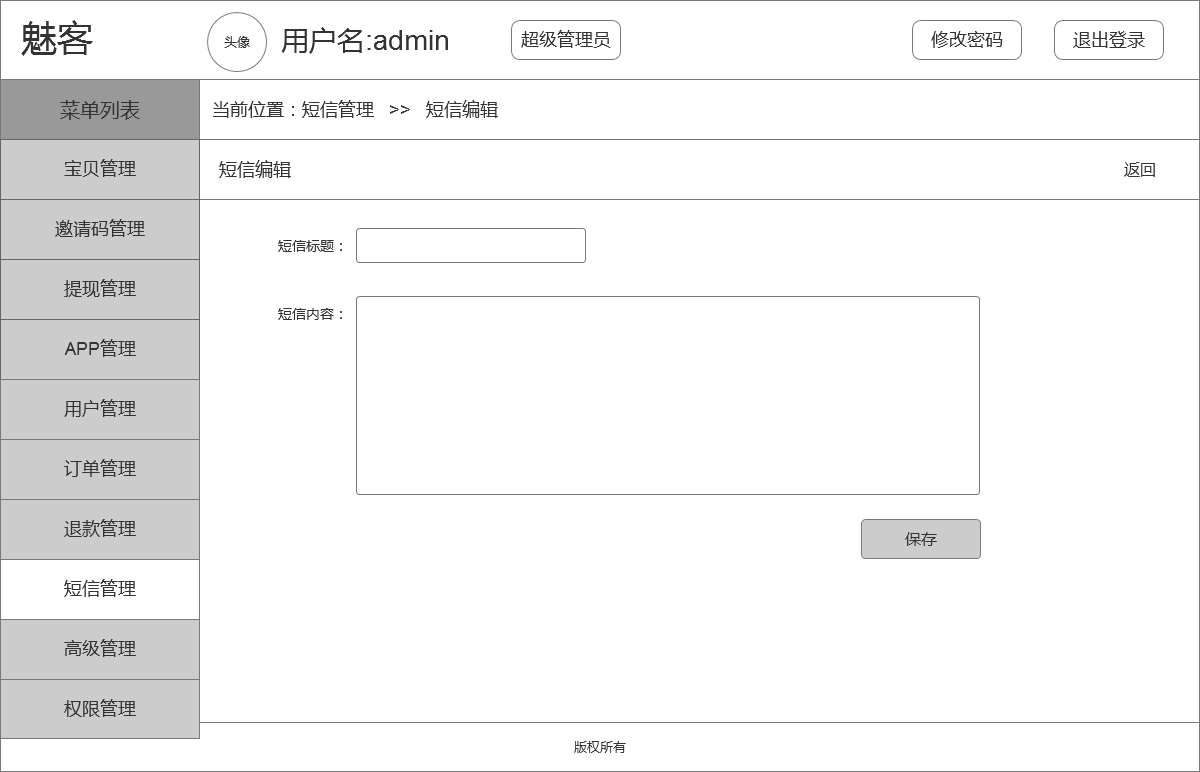 魅客
头像
用户名:admin
超级管理员
修改密码
退出登录
菜单列表
当前位置：短信管理 >> 短信编辑
宝贝管理
短信编辑
返回
邀请码管理
短信标题：
提现管理
短信内容：
APP管理
用户管理
订单管理
退款管理
保存
短信管理
高级管理
权限管理
版权所有